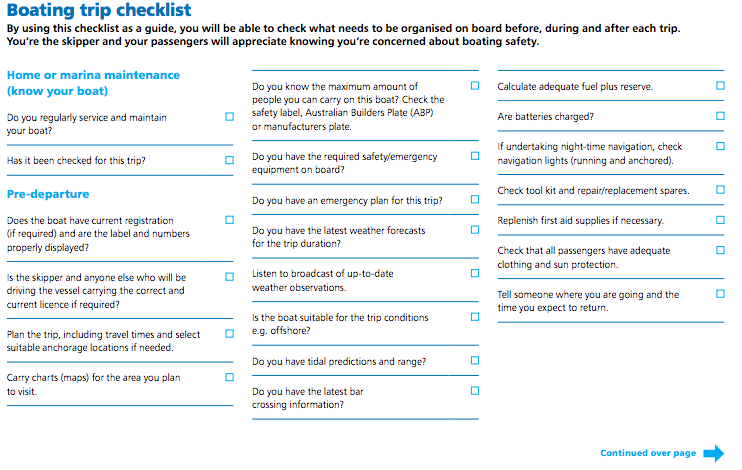 Boating trip checklist
By using this checklist as a guide, you will be able to check what needs to be organised on board before, during and after each trip.
You're the skipper and your passengers will appreciate knowing you're concerned about boating safety.
Home or marina maintenance
(know your boat)
Do you regularly service and maintain
your boat?
Has it been checked for this trip?
Pre-departure
Does the boat have current registration
(if required) and are the label and numbers
properly displayed?
Is the skipper and anyone else who will be
driving the vessel carrying the correct and
current licence if required?
Plan the trip, including travel times and select
suitable anchorage locations if needed.
Carry charts (maps) for the area you plan
to visit.
Do you know the maximum amount of
people you can carry on this boat? Check the
safety label, Australian Builders Plate (ABP)
or manufacturers plate.
Do you have the required safety/emergency
equipment on board?
Do you have an emergency plan for this trip?
Do you have the latest weather forecasts
for the trip duration?
Listen to broadcast of up-to-date
weather observations.
Is the boat suitable for the trip conditions
e.g. offshore?
Do you have tidal predictions and range?
Do you have the latest bar
crossing information?
Calculate adequate fuel plus reserve.
Are batteries charged?
If undertaking night-time navigation, check
navigation lights (running and anchored).
Check tool kit and repair/replacement spares.
Replenish first aid supplies if necessary.
Check that all passengers have adequate
clothing and sun protection.
Tell someone where you are going and the
time you expect to return.
Continued over page